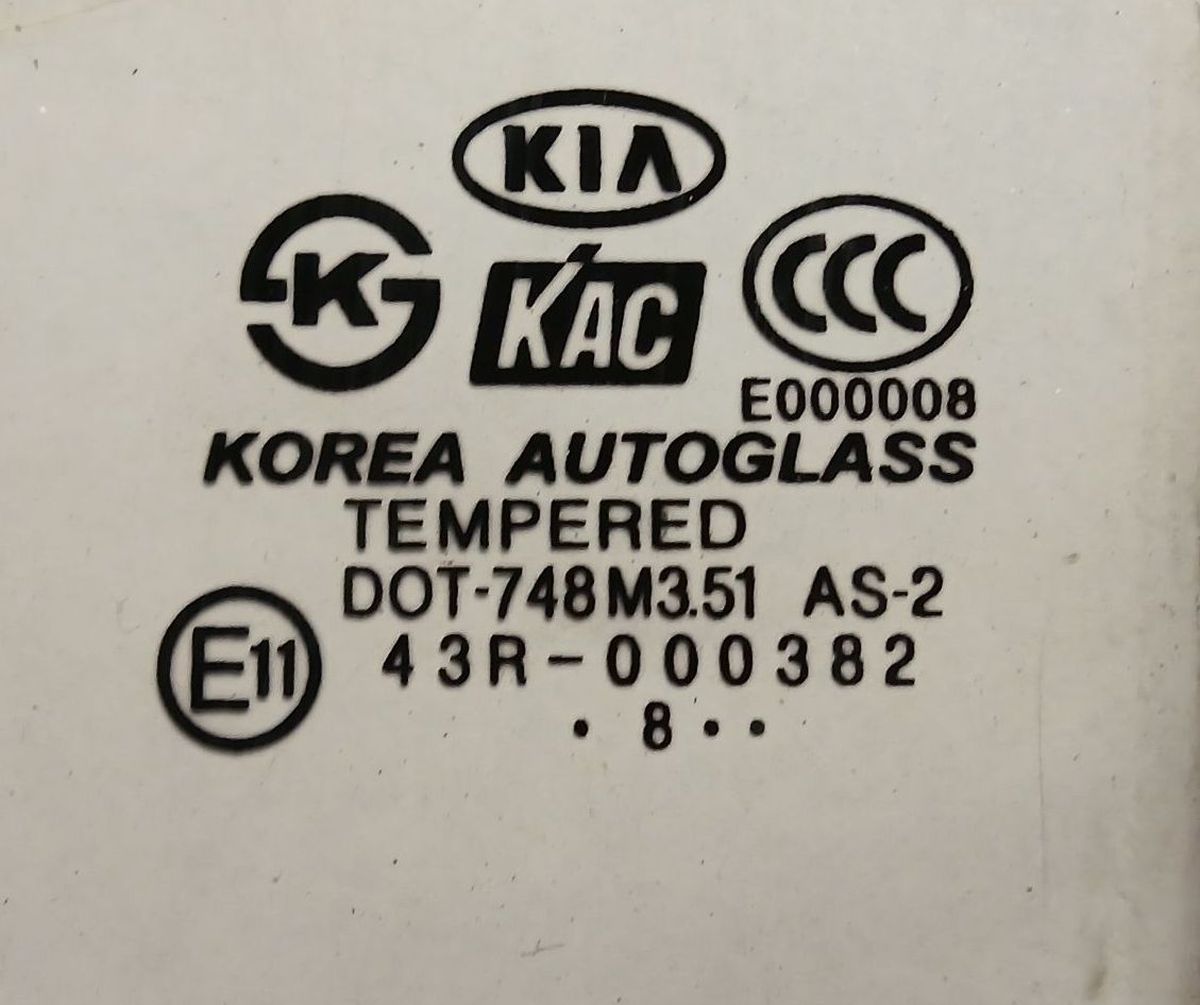 KIA
K
KAC
CCC
E000008
KOREA AUTOGLASS
TEMPERED
DOT-748 M3.51 AS-2
E11
43R-000382
· 8 · ·